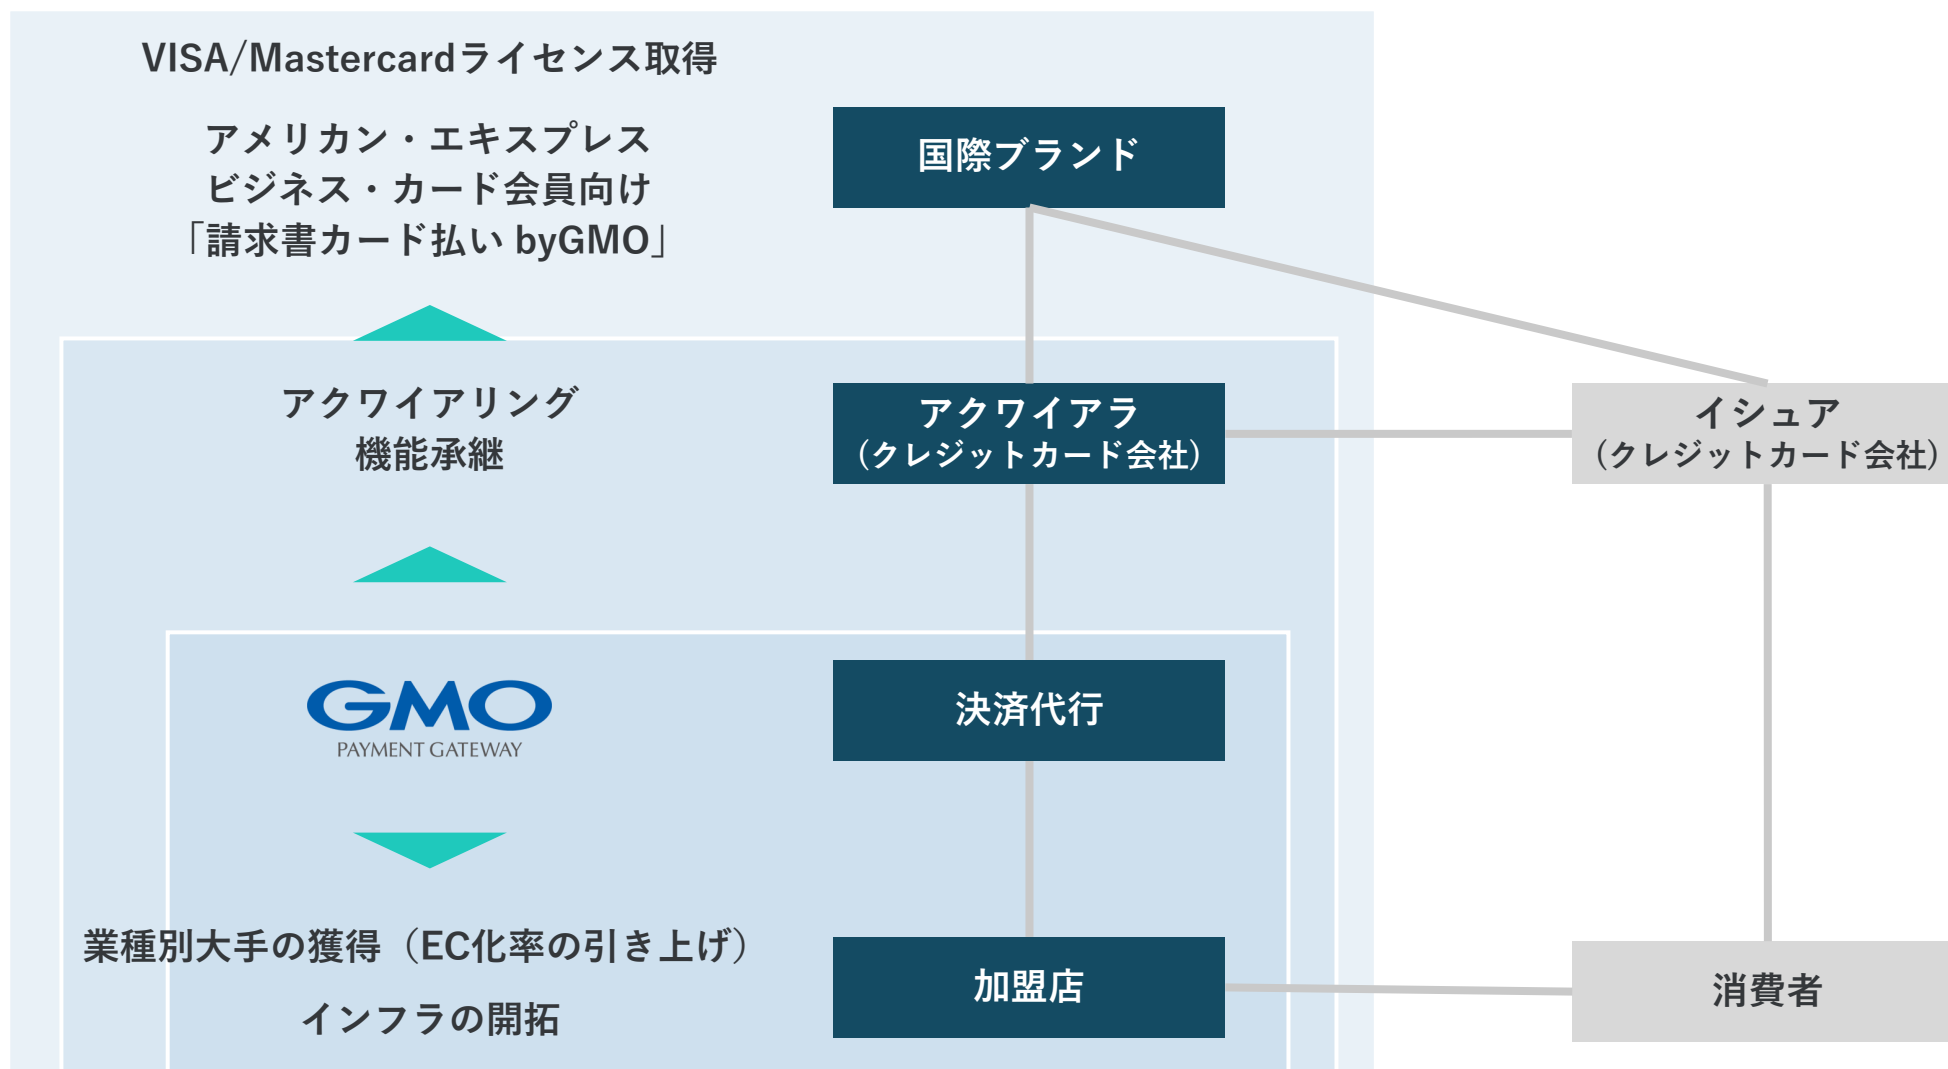 VISA/Mastercardライセンス取得
アメリカン・エキスプレス
ビジネス・カード会員向け
「請求書カード払い byGMO」
国際ブランド
アクワイアリング
機能承継
アクワイアラ
(クレジットカード会社)
イシュア
(クレジットカード会社)
GMO
PAYMENT GATEWAY
決済代行
業種別大手の獲得（EC化率の引き上げ）
インフラの開拓
加盟店
消費者